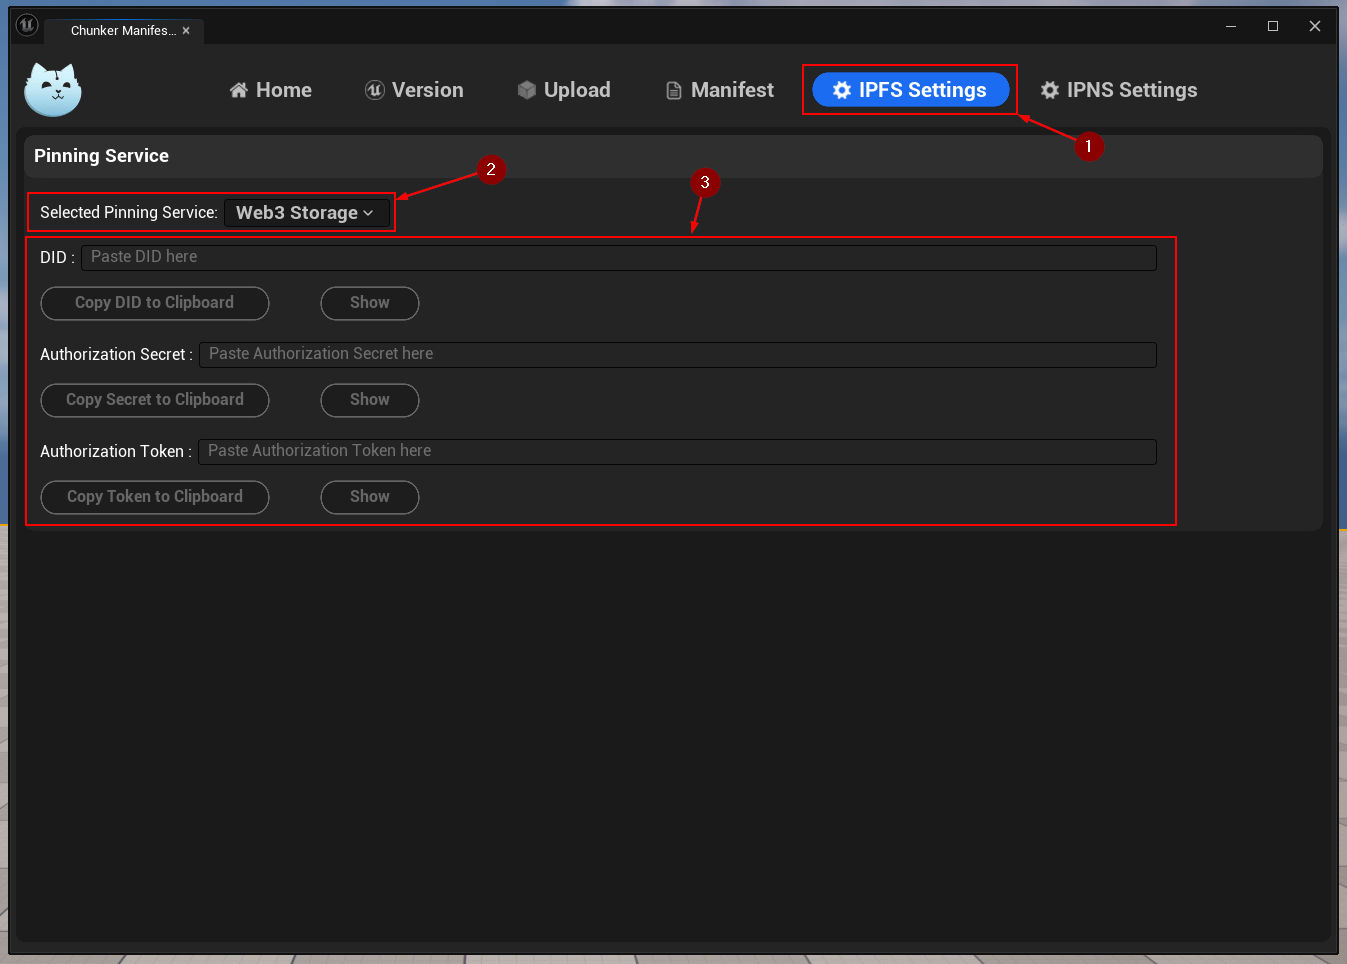 Chunker Manifes...
Home Version Upload Manifest IPFS Settings IPNS Settings
1
Pinning Service
2
3
Selected Pinning Service: Web3 Storage
DID : Paste DID here
Copy DID to Clipboard Show
Authorization Secret : Paste Authorization Secret here
Copy Secret to Clipboard Show
Authorization Token : Paste Authorization Token here
Copy Token to Clipboard Show